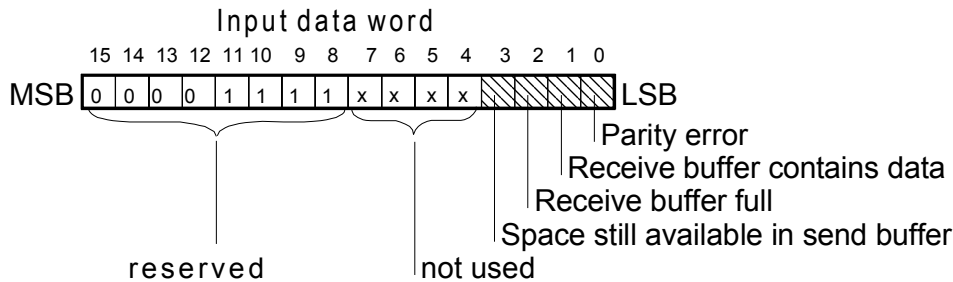 Input data word
15 14 13 12 11 10 9 8 7 6 5 4 3 2 1 0
MSB 0 0 0 0 1 1 1 1 x x x x LSB
Parity error
Receive buffer contains data
Receive buffer full
Space still available in send buffer
reserved not used